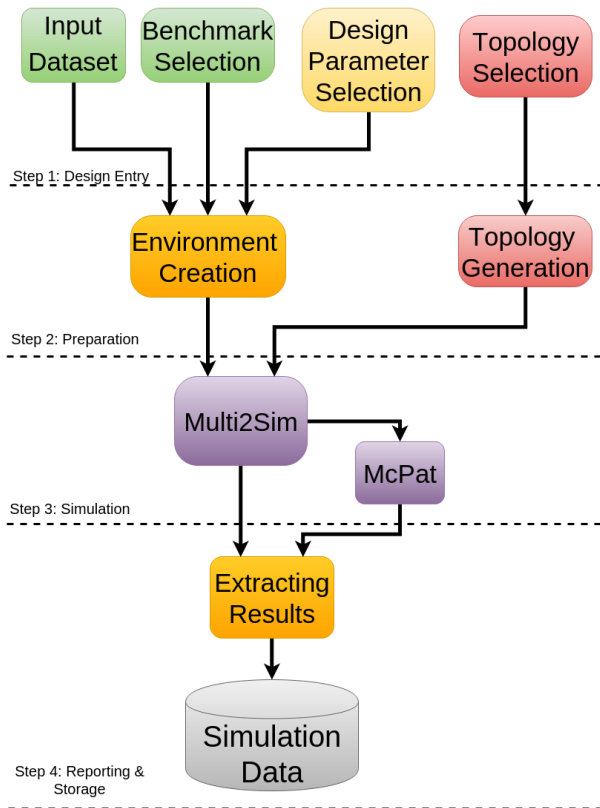 Input
Dataset
Benchmark
Selection
Design
Parameter
Selection
Topology
Selection
Step 1: Design Entry
Environment
Creation
Topology
Generation
Step 2: Preparation
Multi2Sim
McPat
Step 3: Simulation
Extracting
Results
Simulation
Data
Step 4: Reporting &
Storage